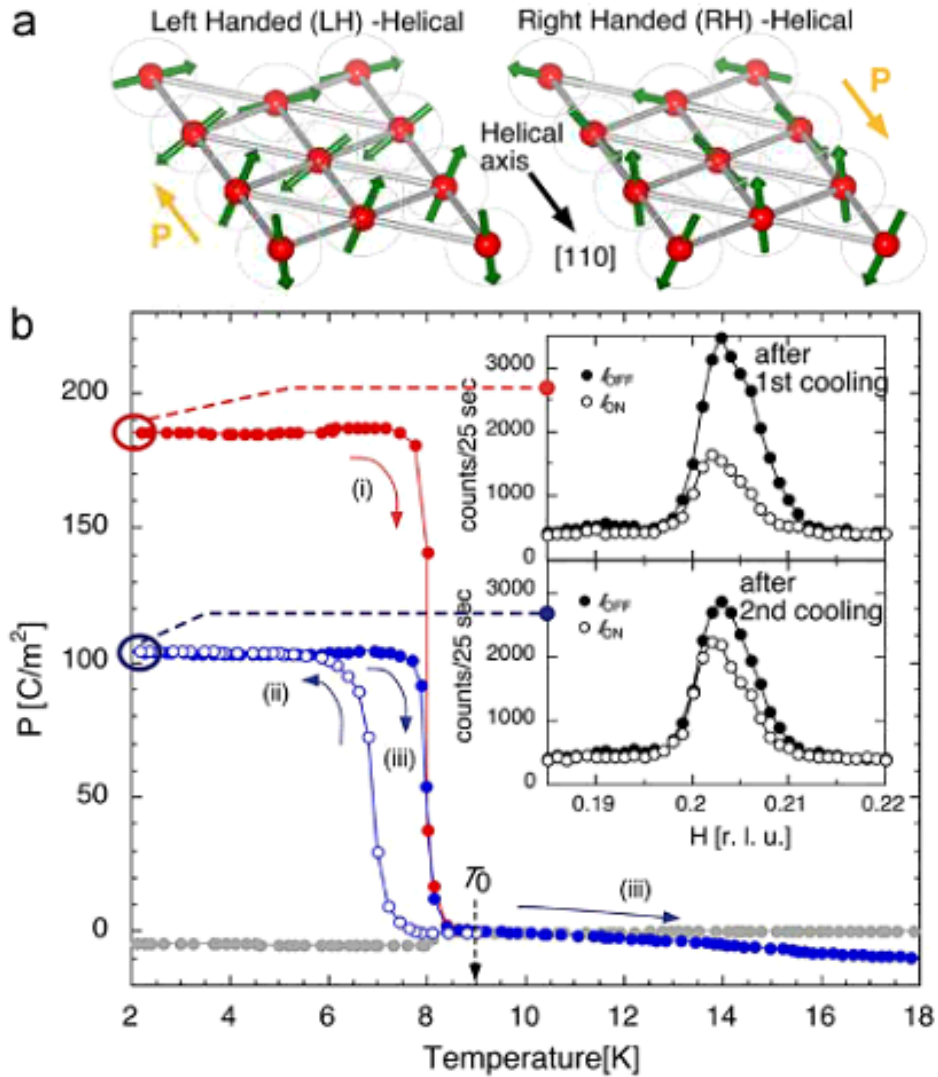 a
Left Handed (LH) -Helical
Right Handed (RH) -Helical
P
Helical
axis
P
[110]
b
200
150
100
50
0
P [C/m²]
(i)
(ii)
(iii)
T0
(iii)
2
4
6
8
10
12
14
16
18
Temperature[K]
3000
2000
1000
0
counts/25 sec
IOFF
ION
after
1st cooling
3000
2000
1000
0
counts/25 sec
IOFF
ION
after
2nd cooling
0.19
0.2
0.21
0.22
H [r. l. u.]